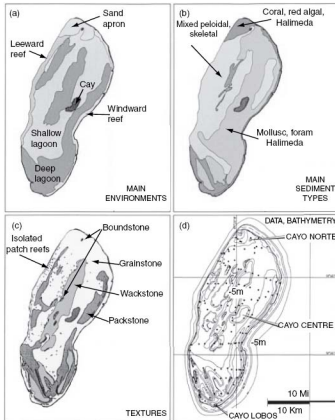 (a)
Sand
apron
Leeward
reef
Cay
Windward
reef
Shallow
lagoon
Deep
lagoon
MAIN
ENVIRONMENTS
(b)
Coral, red algal,
Halimeda
Mixed peloidal,
skeletal
Mollusc, foram
Halimeda
MAIN
SEDIMENT
TYPES
(c)
Boundstone
Isolated
patch reefs
Grainstone
Wackstone
Packstone
TEXTURES
(d)
DATA, BATHYMETRY
CAYO NORTE
-5m
CAYO CENTRE
-5m
CAYO LOBOS
10 Ml
10 Km